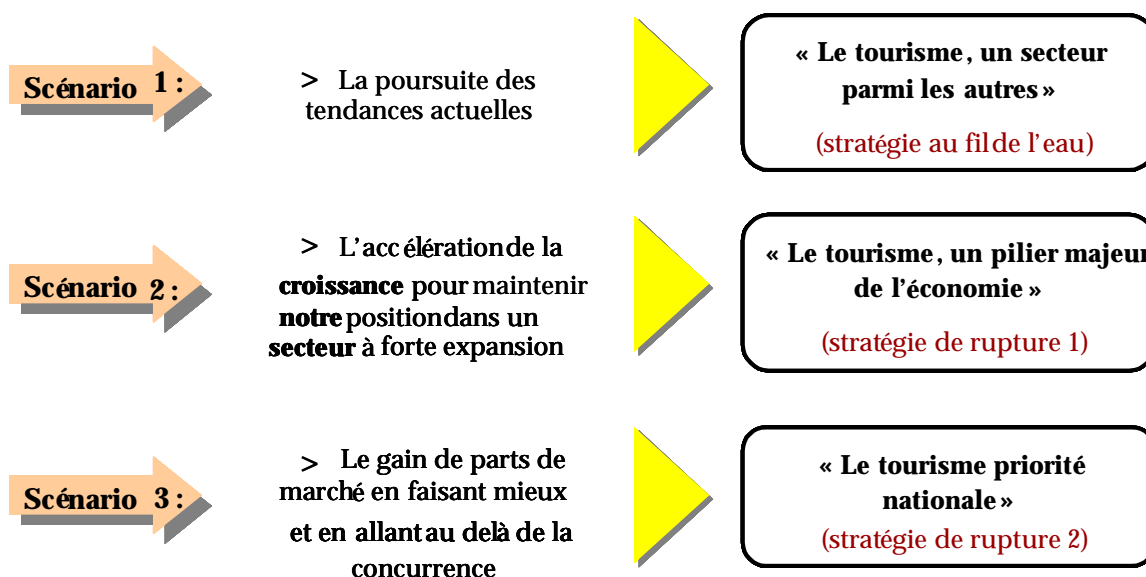 Scénario 1 :
> La poursuite des
tendances actuelles
« Le tourisme, un secteur
parmi les autres »
(stratégie au fil de l'eau)
Scénario 2 :
> L'accélération de la
croissance pour maintenir
notre position dans un
secteur à forte expansion
« Le tourisme, un pilier majeur
de l'économie »
(stratégie de rupture 1)
Scénario 3 :
> Le gain de parts de
marché en faisant mieux
et en allant au delà de la
concurrence
« Le tourisme priorité
nationale »
(stratégie de rupture 2)